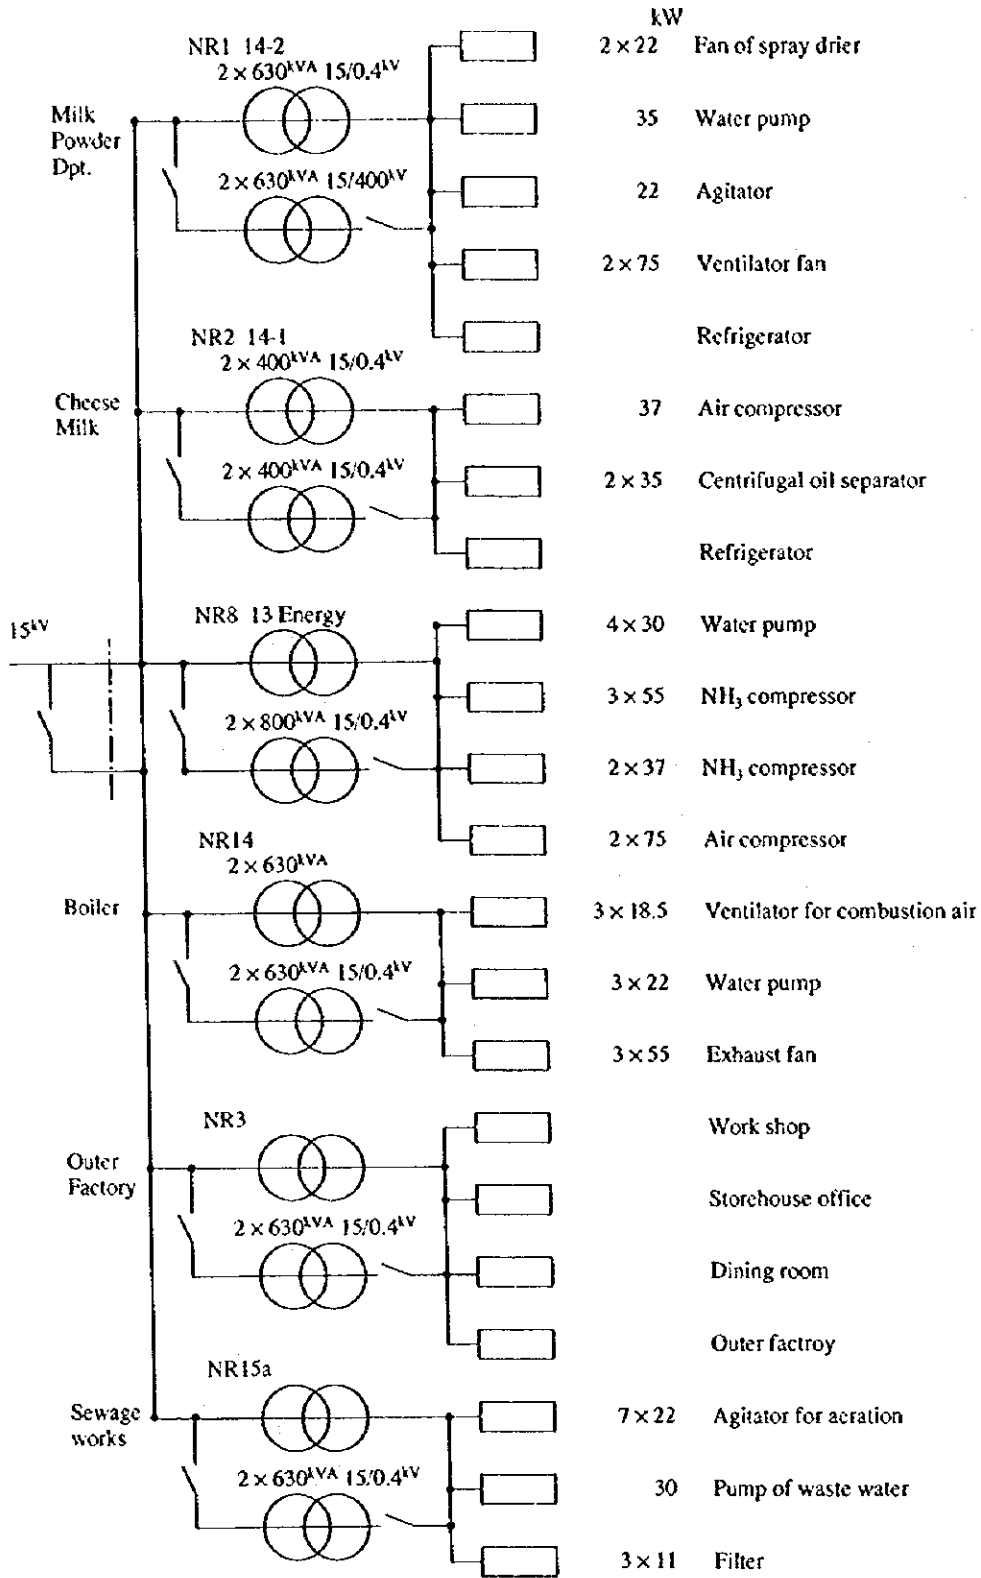 kW
NR1 14-2
2 × 630kVA 15/0.4kV
2 × 22 Fan of spray drier
Milk
Powder
Dpt.
35 Water pump
2 × 630kVA 15/400kV
22 Agitator
2 × 75 Ventilator fan
Refrigerator
NR2 14-1
2 × 400kVA 15/0.4kV
Cheese
Milk
37 Air compressor
2 × 400kVA 15/0.4kV
2 × 35 Centrifugal oil separator
Refrigerator
15kV
NR8 13 Energy
4 × 30 Water pump
3 × 55 NH₃ compressor
2 × 800kVA 15/0.4kV
2 × 37 NH₃ compressor
2 × 75 Air compressor
NR14
2 × 630kVA
Boiler
3 × 18.5 Ventilator for combustion air
2 × 630kVA 15/0.4kV
3 × 22 Water pump
3 × 55 Exhaust fan
NR3
Work shop
Outer
Factory
Storehouse office
2 × 630kVA 15/0.4kV
Dining room
Outer factroy
NR15a
Sewage
works
7 × 22 Agitator for aeration
2 × 630kVA 15/0.4kV
30 Pump of waste water
3 × 11 Filter